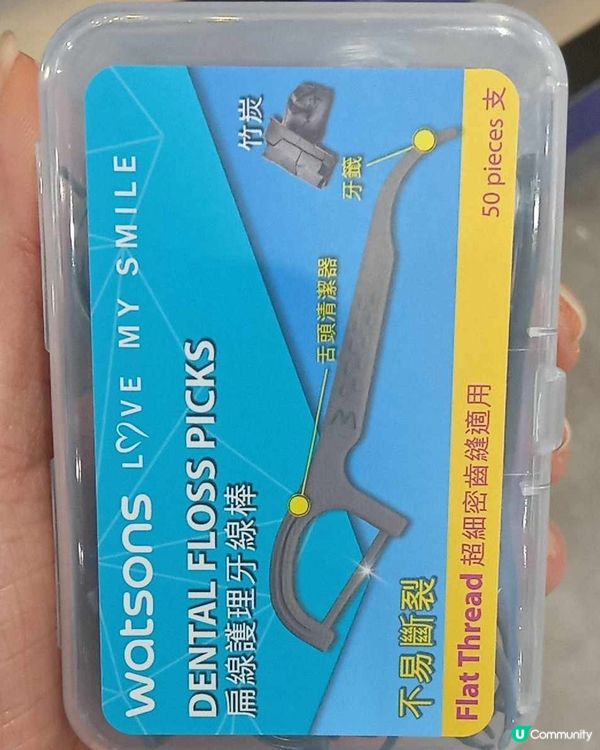 watsons LOVE MY SMILE
DENTAL FLOSS PICKS
扁線護理牙線棒
竹炭
牙籤
舌頭清潔器
不易斷裂
Flat Thread 超細密齒縫適用
50 pieces 支
U Community